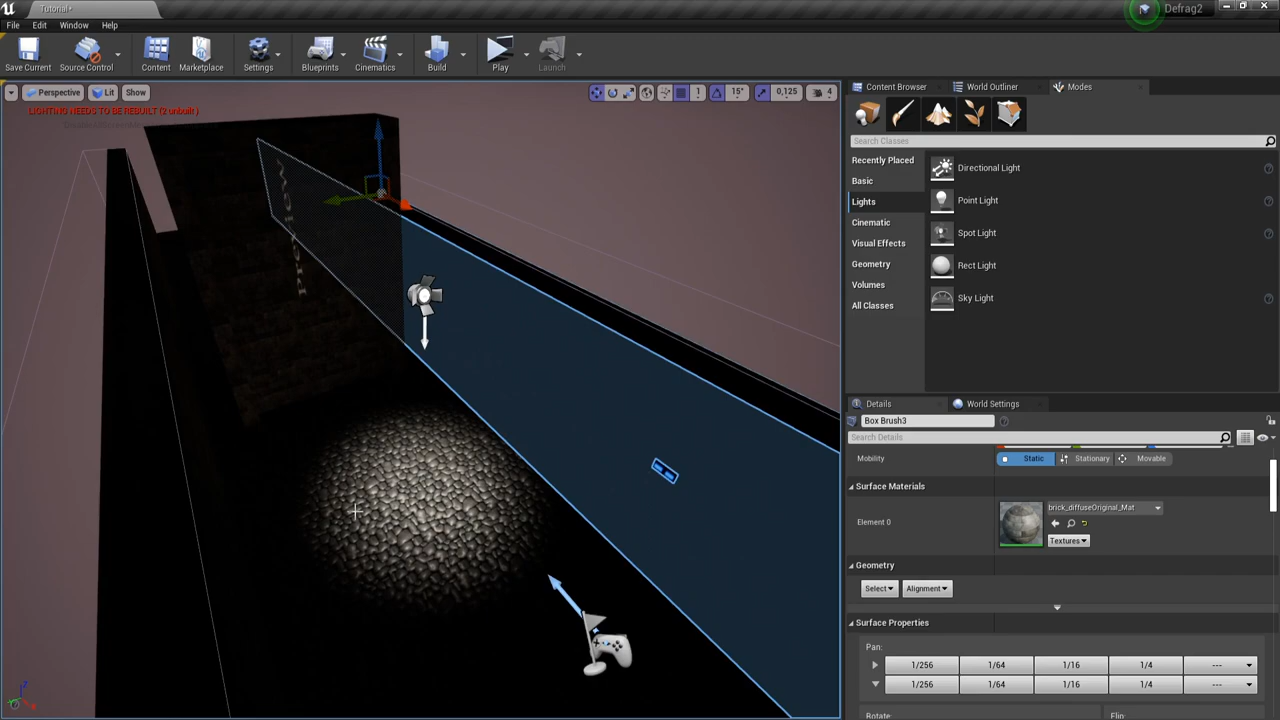 Tutorial*
Defrag2
File Edit Window Help
Save Current Source Control Content Marketplace Settings Blueprints Cinematics Build Play Launch
Perspective Lit Show
1 15° 0,125 4
LIGHTING NEEDS TO BE REBUILT (2 unbuilt)
Content Browser World Outliner Modes
Search Classes
Recently Placed
Basic
Lights
Cinematic
Visual Effects
Geometry
Volumes
All Classes
Directional Light
Point Light
Spot Light
Rect Light
Sky Light
Details World Settings
Box Brush3
Search Details
Mobility Static Stationary Movable
Surface Materials
Element 0 brick_diffuseOriginal_Mat
Textures
Geometry
Select Alignment
Surface Properties
Pan:
1/256 1/64 1/16 1/4 ---
1/256 1/64 1/16 1/4 ---
Rotate Flip